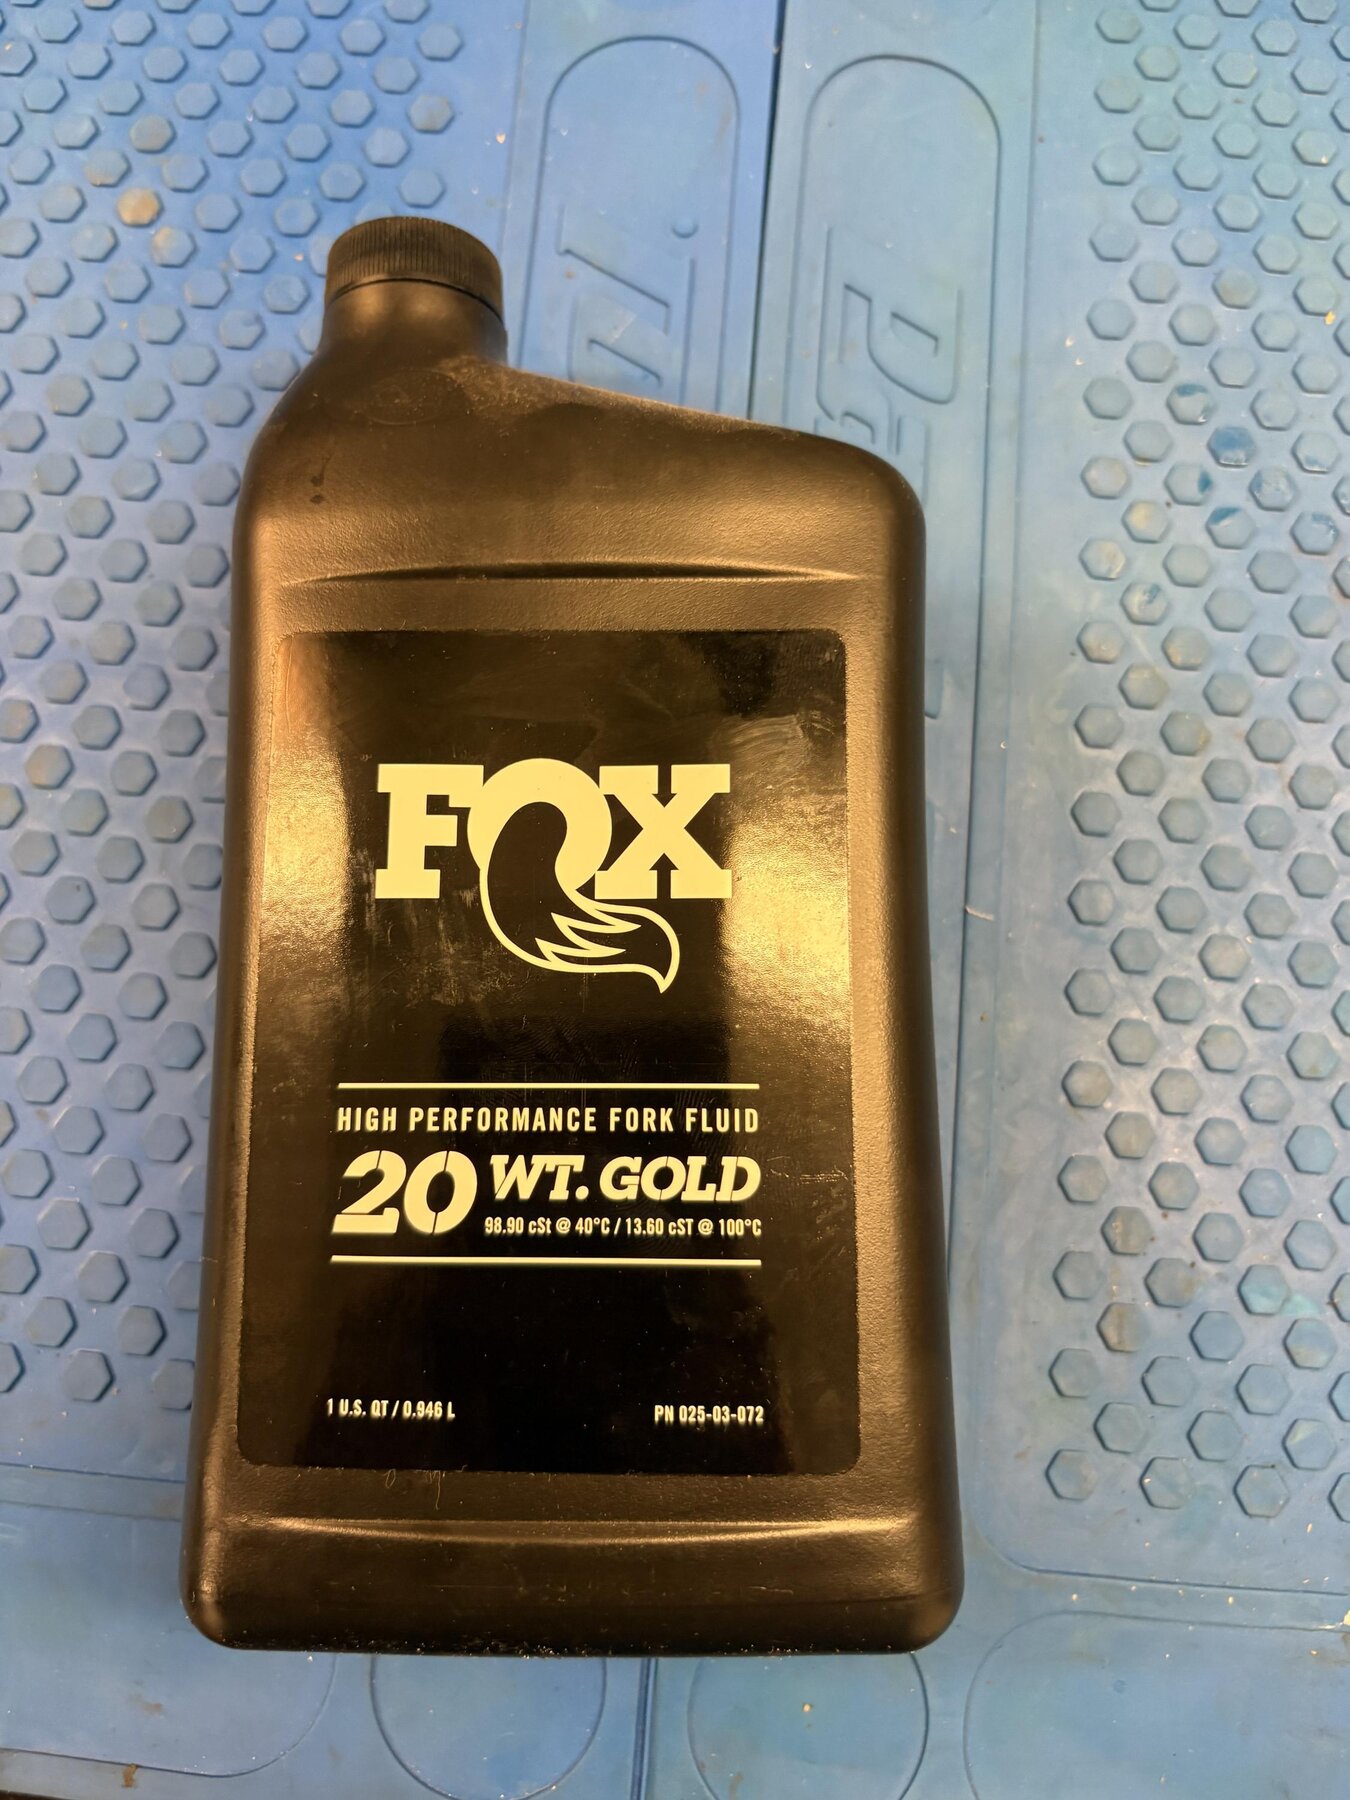 FOX
HIGH PERFORMANCE FORK FLUID
20 WT. GOLD
98.90 cSt @ 40°C / 13.60 cST @ 100°C
1 U.S. QT / 0.946 L
PN 025-03-072